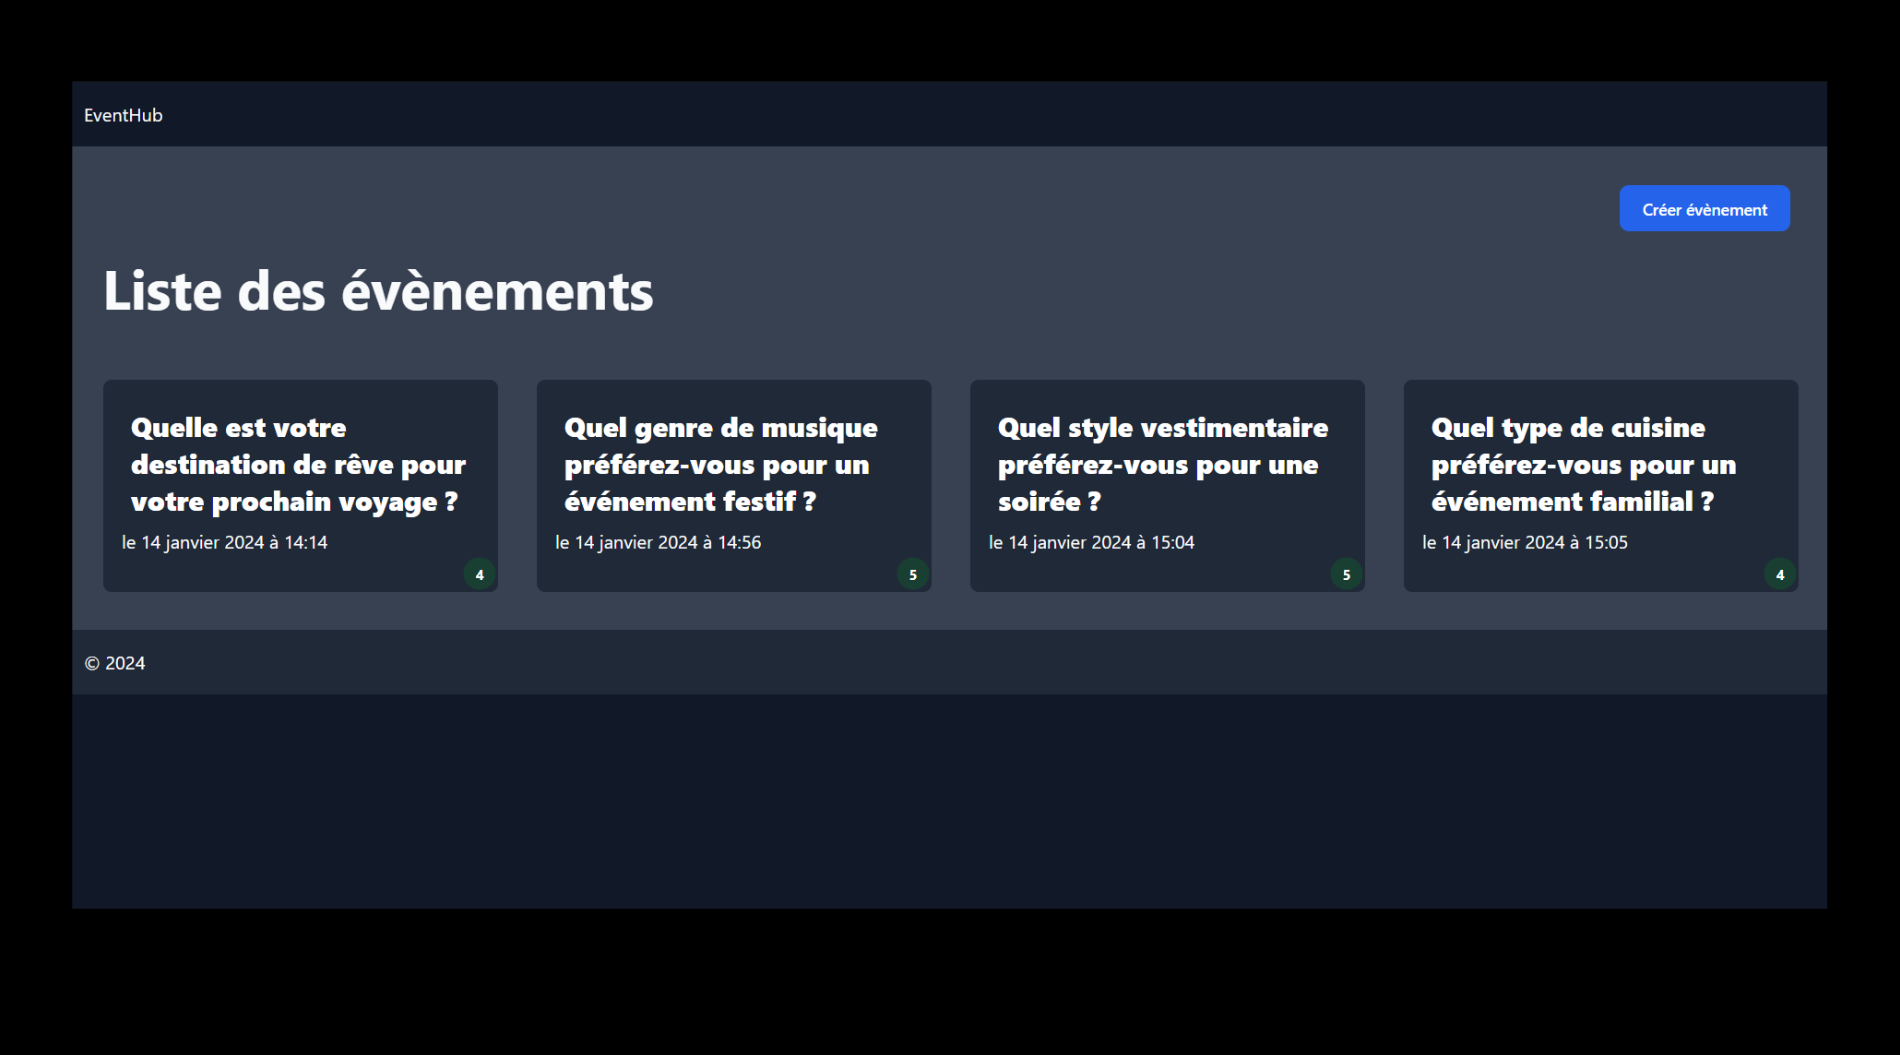 EventHub
Créer évènement
Liste des évènements
Quelle est votre
destination de rêve pour
votre prochain voyage ?
le 14 janvier 2024 à 14:14
4
Quel genre de musique
préférez-vous pour un
événement festif ?
le 14 janvier 2024 à 14:56
5
Quel style vestimentaire
préférez-vous pour une
soirée ?
le 14 janvier 2024 à 15:04
5
Quel type de cuisine
préférez-vous pour un
événement familial ?
le 14 janvier 2024 à 15:05
4
© 2024